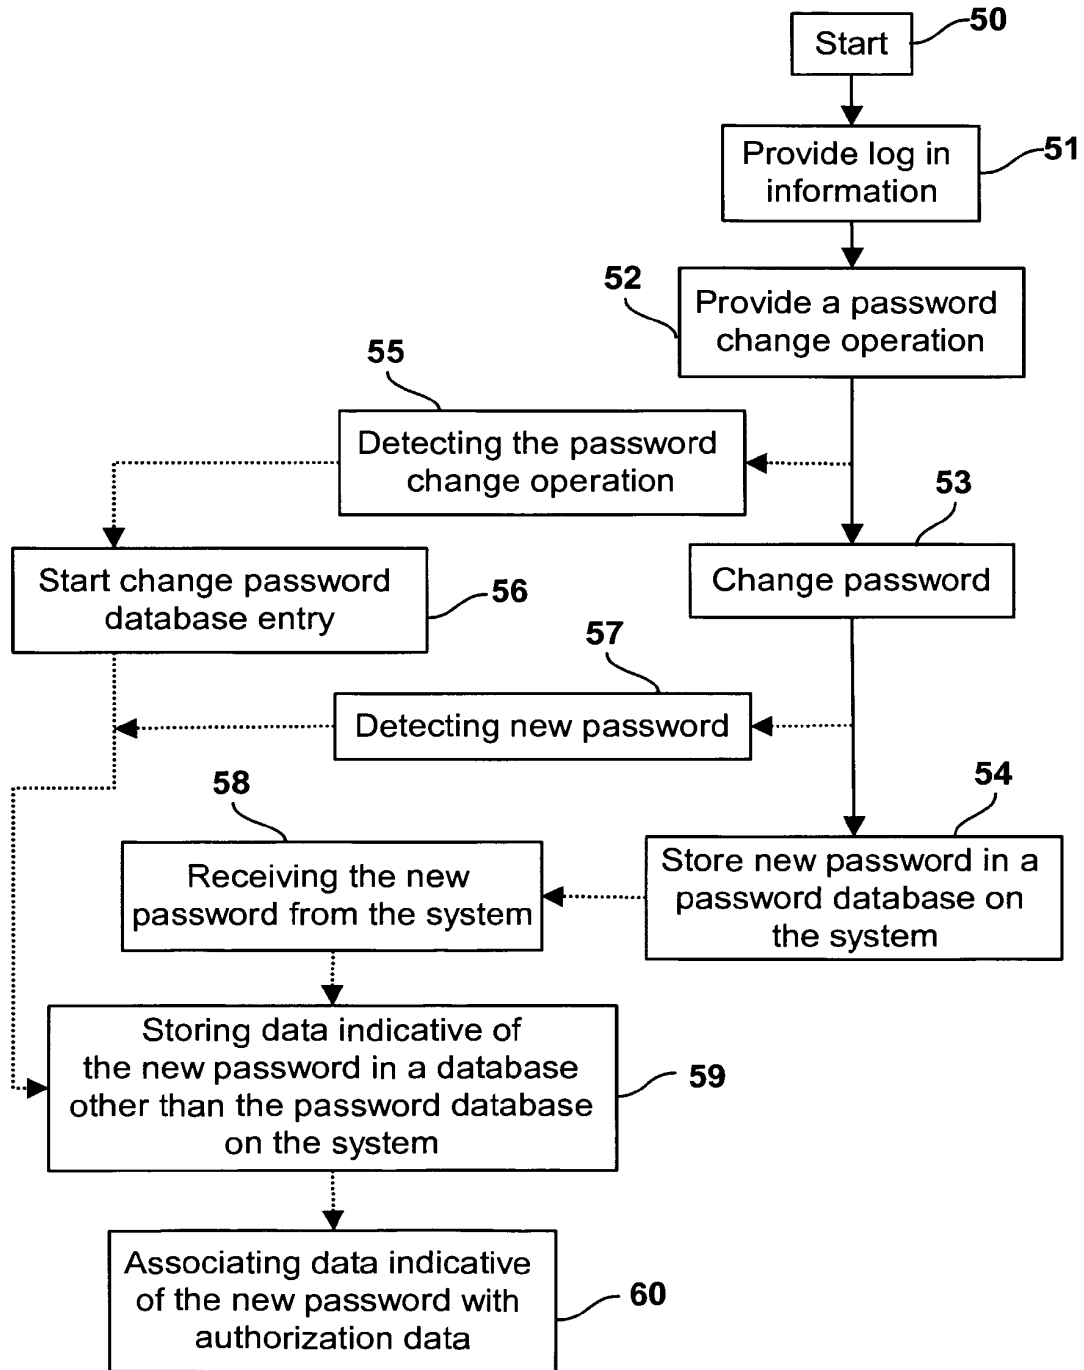 Start
50
Provide log in
information
51
52
Provide a password
change operation
55
Detecting the password
change operation
53
Change password
Start change password
database entry
56
57
Detecting new password
58
54
Receiving the new
password from the system
Store new password in a
password database on
the system
Storing data indicative of
the new password in a database
other than the password database
on the system
59
Associating data indicative
of the new password with
authorization data
60